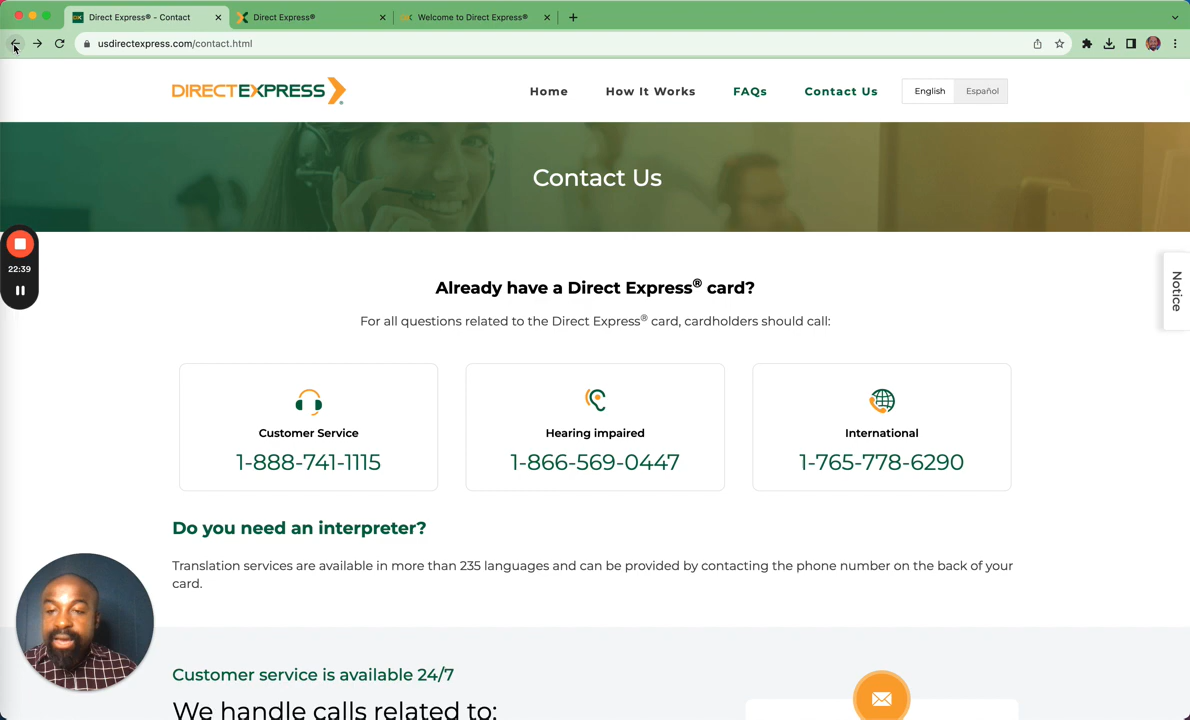 Direct Express® - Contact
Direct Express®
Welcome to Direct Express®
usdirectexpress.com/contact.html
DIRECTEXPRESS®
Home
How It Works
FAQs
Contact Us
English
Español
Contact Us
22:39
Notice
Already have a Direct Express® card?
For all questions related to the Direct Express® card, cardholders should call:
Customer Service
1-888-741-1115
Hearing impaired
1-866-569-0447
International
1-765-778-6290
Do you need an interpreter?
Translation services are available in more than 235 languages and can be provided by contacting the phone number on the back of your
card.
Customer service is available 24/7
We handle calls related to: